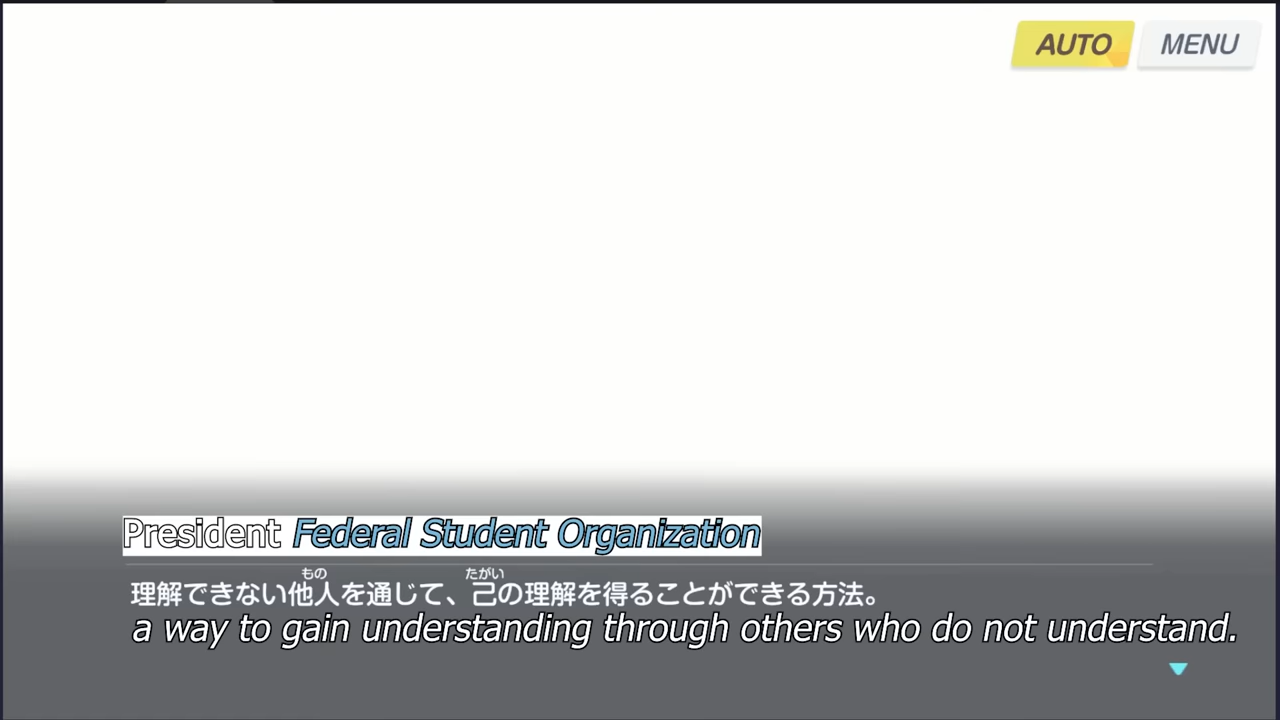 AUTO MENU
President Federal Student Organization
もの たがい
理解できない他人を通じて、己の理解を得ることができる方法。
a way to gain understanding through others who do not understand.